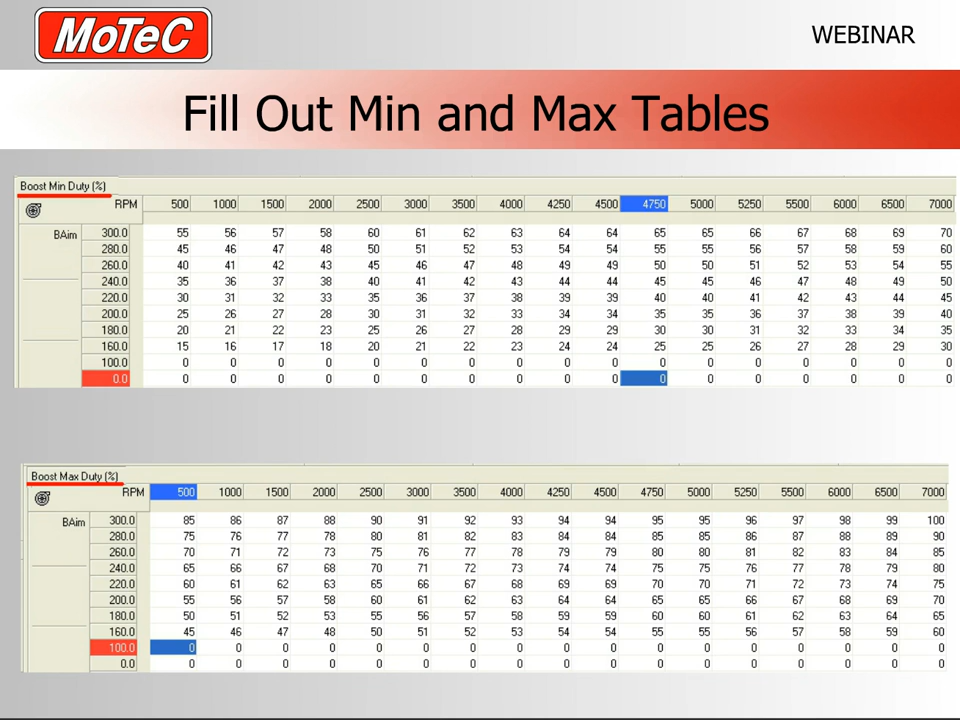 MoTeC
WEBINAR
Fill Out Min and Max Tables
Boost Min Duty (%)
RPM 500 1000 1500 2000 2500 3000 3500 4000 4250 4500 4750 5000 5250 5500 6000 6500 7000
BAim 300.0 55 56 57 58 60 61 62 63 64 64 65 65 66 67 68 69 70
280.0 45 46 47 48 50 51 52 53 54 54 55 55 56 57 58 59 60
260.0 40 41 42 43 45 46 47 48 49 49 50 50 51 52 53 54 55
240.0 35 36 37 38 40 41 42 43 44 44 45 45 46 47 48 49 50
220.0 30 31 32 33 35 36 37 38 39 39 40 40 41 42 43 44 45
200.0 25 26 27 28 30 31 32 33 34 34 35 35 36 37 38 39 40
180.0 20 21 22 23 25 26 27 28 29 29 30 30 31 32 33 34 35
160.0 15 16 17 18 20 21 22 23 24 24 25 25 26 27 28 29 30
100.0 0 0 0 0 0 0 0 0 0 0 0 0 0 0 0 0 0
0.0 0 0 0 0 0 0 0 0 0 0 0 0 0 0 0 0 0
Boost Max Duty (%)
RPM 500 1000 1500 2000 2500 3000 3500 4000 4250 4500 4750 5000 5250 5500 6000 6500 7000
BAim 300.0 85 86 87 88 90 91 92 93 94 94 95 95 96 97 98 99 100
280.0 75 76 77 78 80 81 82 83 84 84 85 85 86 87 88 89 90
260.0 70 71 72 73 75 76 77 78 79 79 80 80 81 82 83 84 85
240.0 65 66 67 68 70 71 72 73 74 74 75 75 76 77 78 79 80
220.0 60 61 62 63 65 66 67 68 69 69 70 70 71 72 73 74 75
200.0 55 56 57 58 60 61 62 63 64 64 65 65 66 67 68 69 70
180.0 50 51 52 53 55 56 57 58 59 59 60 60 61 62 63 64 65
160.0 45 46 47 48 50 51 52 53 54 54 55 55 56 57 58 59 60
100.0 0 0 0 0 0 0 0 0 0 0 0 0 0 0 0 0 0
0.0 0 0 0 0 0 0 0 0 0 0 0 0 0 0 0 0 0